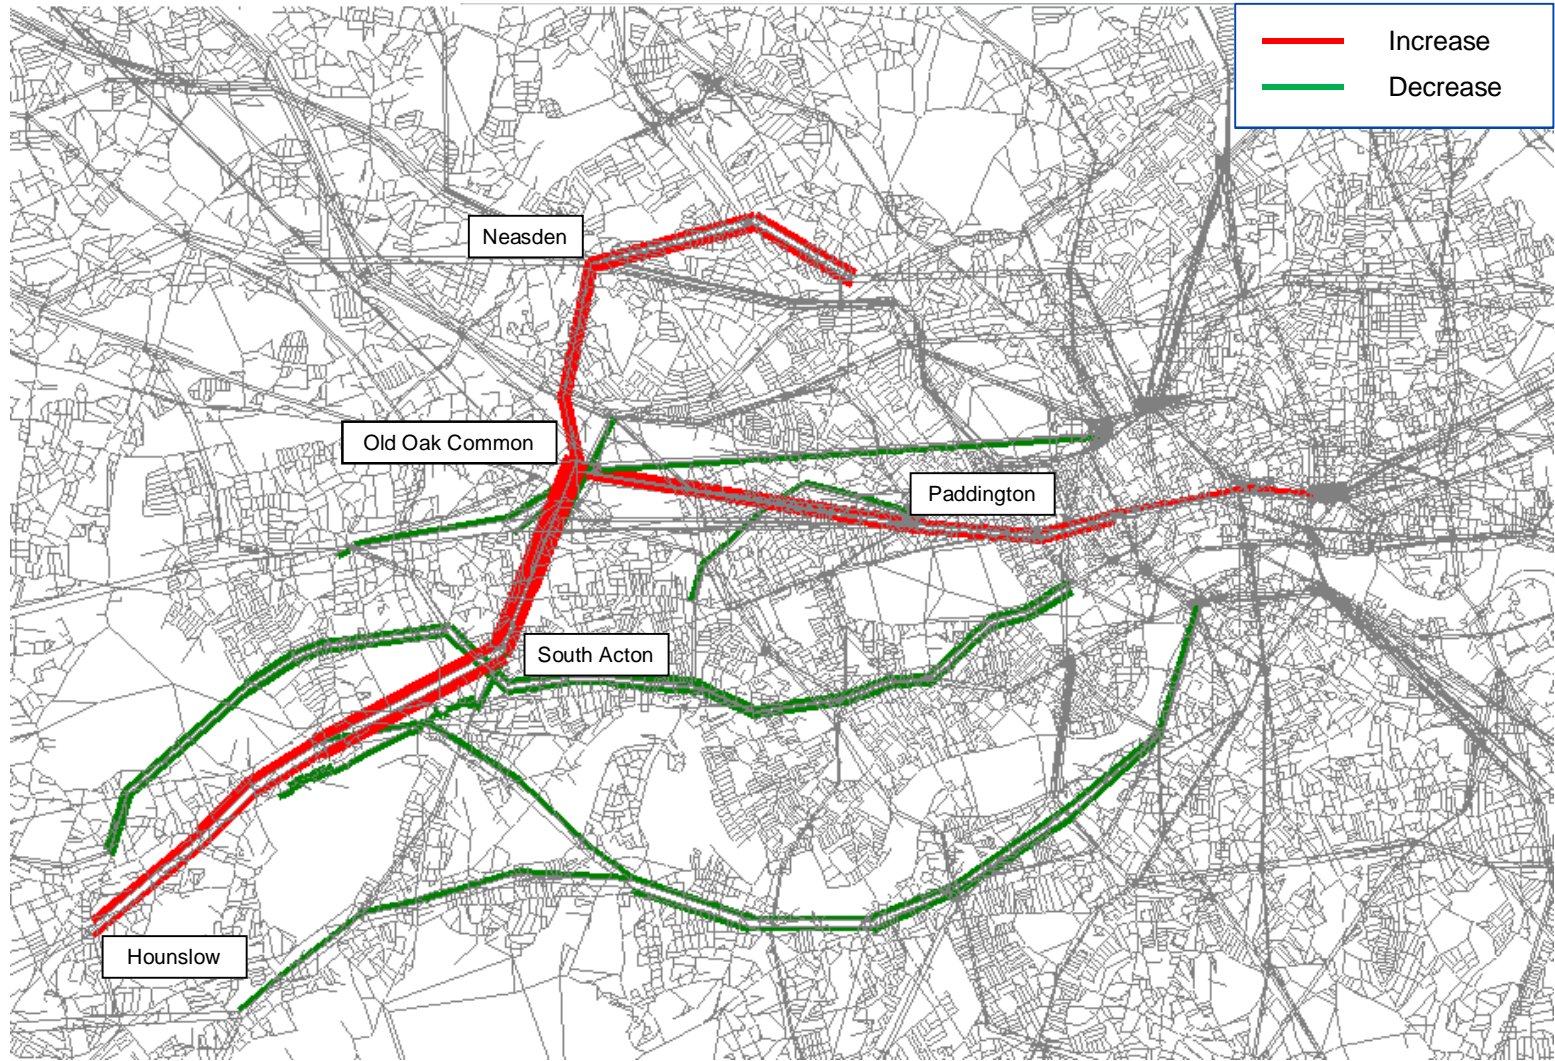 Increase
Decrease
Neasden
Old Oak Common
Paddington
South Acton
Hounslow